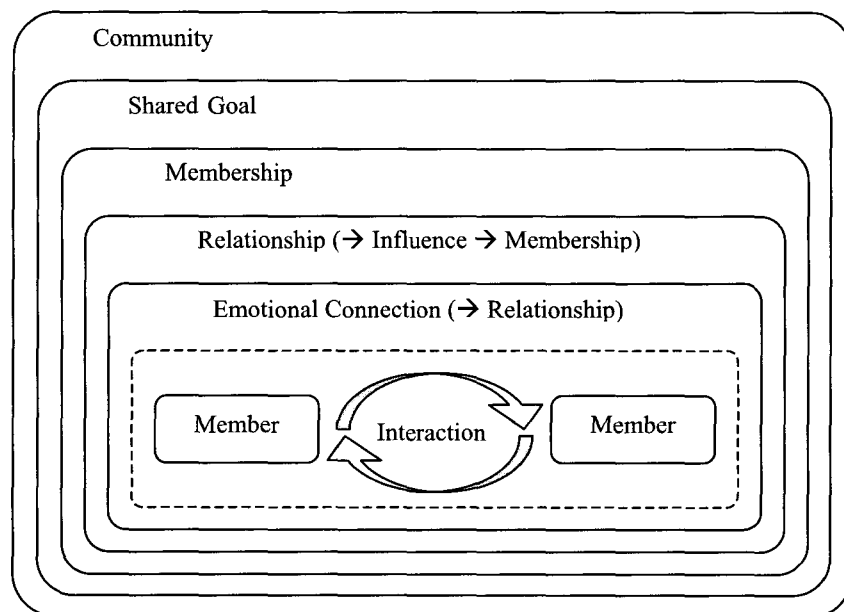 Community
Shared Goal
Membership
Relationship (→ Influence → Membership)
Emotional Connection (→ Relationship)
Member
Interaction
Member